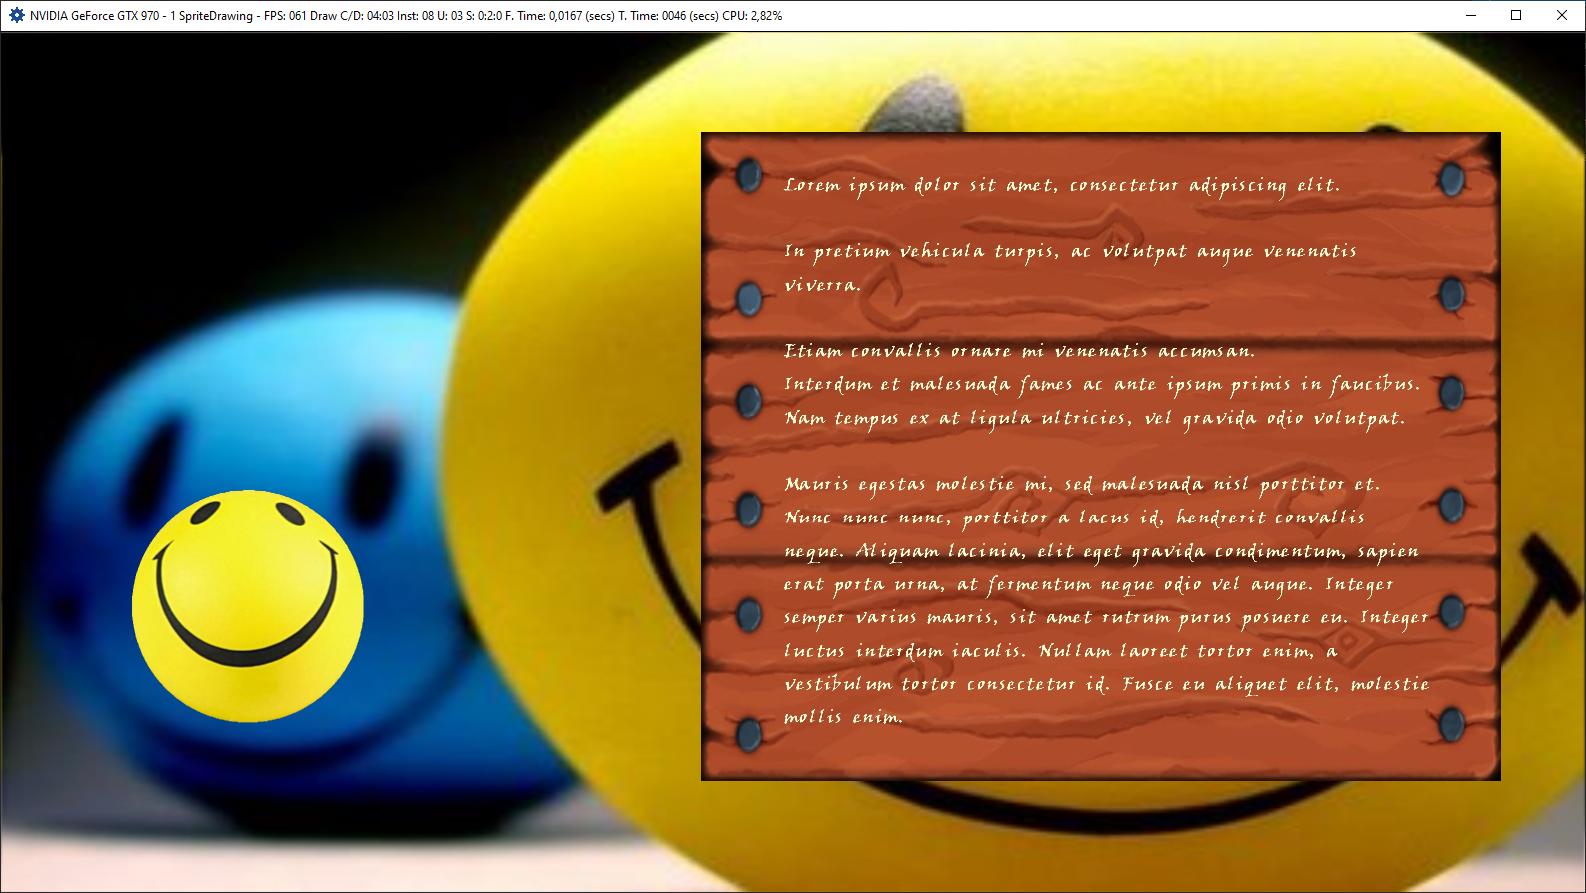 NVIDIA GeForce GTX 970 - 1 SpriteDrawing - FPS: 061 Draw C/D: 04:03 Inst: 08 U: 03 S: 0:2:0 F. Time: 0,0167 (secs) T. Time: 0046 (secs) CPU: 2,82%
Lorem ipsum dolor sit amet, consectetur adipiscing elit.
In pretium vehicula turpis, ac volutpat augue venenatis
viverra.
Etiam convallis ornare mi venenatis accumsan.
Interdum et malesuada fames ac ante ipsum primis in faucibus.
Nam tempus ex at ligula ultricies, vel gravida odio volutpat.
Mauris egestas molestie mi, sed malesuada nisl porttitor et.
Nunc nunc nunc, porttitor a lacus id, hendrerit convallis
neque. Aliquam lacinia, elit eget gravida condimentum, sapien
erat porta urna, at fermentum neque odio vel augue. Integer
semper varius mauris, sit amet rutrum purus posuere eu. Integer
luctus interdum iaculis. Nullam laoreet tortor enim, a
vestibulum tortor consectetur id. Fusce eu aliquet elit, molestie
mollis enim.